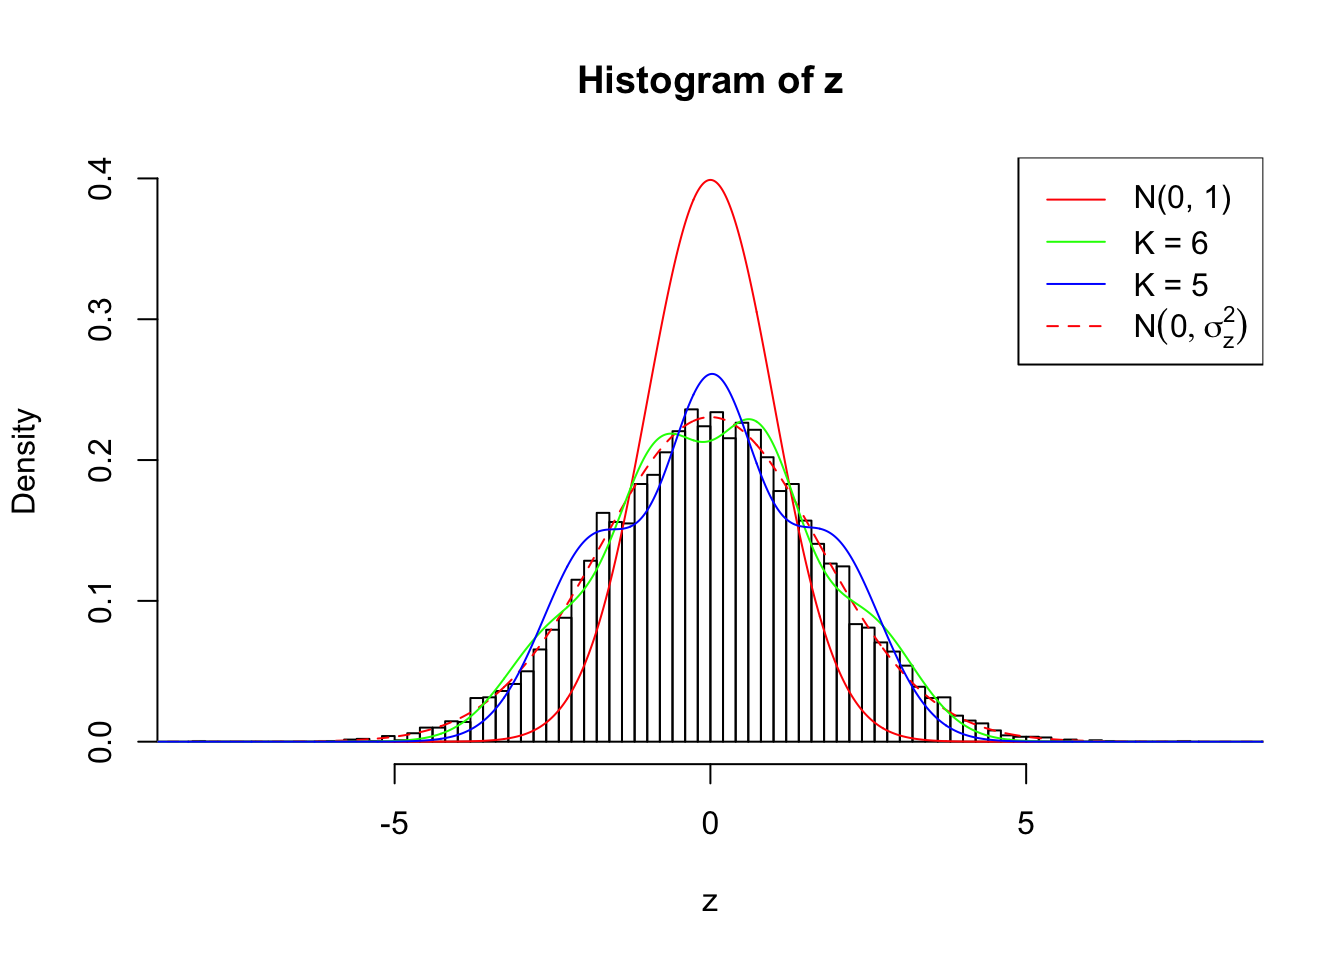 Histogram of z
Density
0.0
0.1
0.2
0.3
0.4
N(0, 1)
K = 6
K = 5
N(0, σ_z^2)
-5
0
5
z